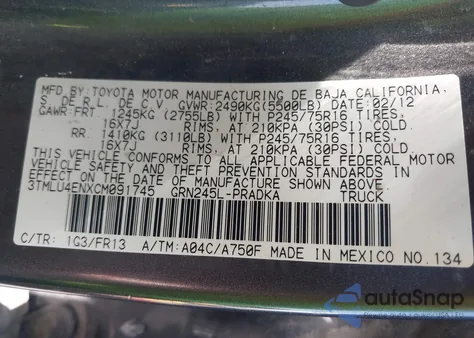 MFD. BY: TOYOTA MOTOR MANUFACTURING DE BAJA CALIFORNIA,
S. DE R.L. DE C.V. GVWR:2490KG(5500LB) DATE:02/12
GAWR:FRT 1245KG (2755LB) WITH P245/75R16 TIRES,
16X7J RIMS, AT 210KPA (30PSI) COLD.
RR. 1410KG (3110LB) WITH P245/75R16 TIRES,
16X7J RIMS, AT 210KPA (30PSI) COLD.
THIS VEHICLE CONFORMS TO ALL APPLICABLE FEDERAL MOTOR
VEHICLE SAFETY AND THEFT PREVENTION STANDARDS IN
EFFECT ON THE DATE OF MANUFACTURE SHOWN ABOVE.
3TMLU4ENXCM091745 GRN245L-PRADKA TRUCK
C/TR: 1G3/FR13 A/TM:A04C/A750F MADE IN MEXICO NO.134
autoSnap